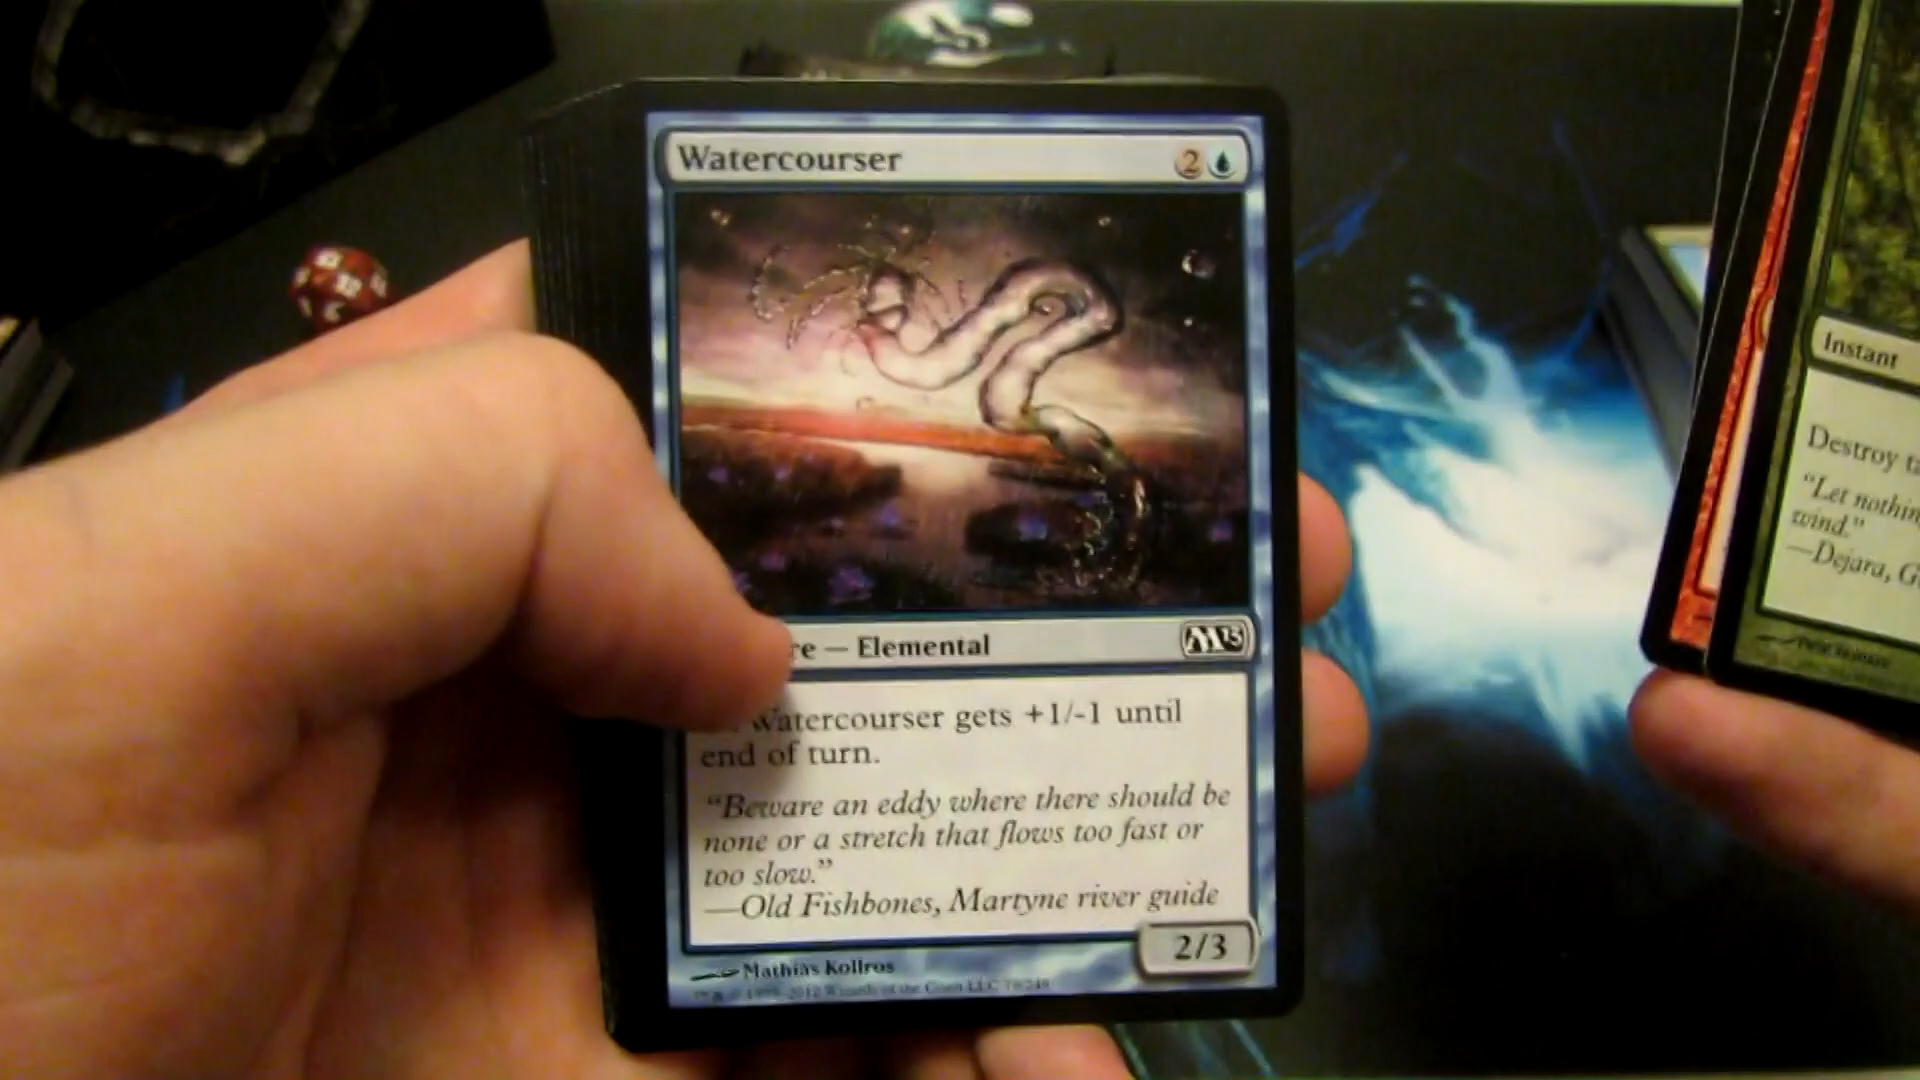 Watercourser 2
re — Elemental M13
Watercourser gets +1/-1 until
end of turn.
“Beware an eddy where there should be
none or a stretch that flows too fast or
too slow.”
—Old Fishbones, Martyne river guide
2/3
Mathias Kollros
Instant
Destroy
“Let
wind.”
—Dejara,